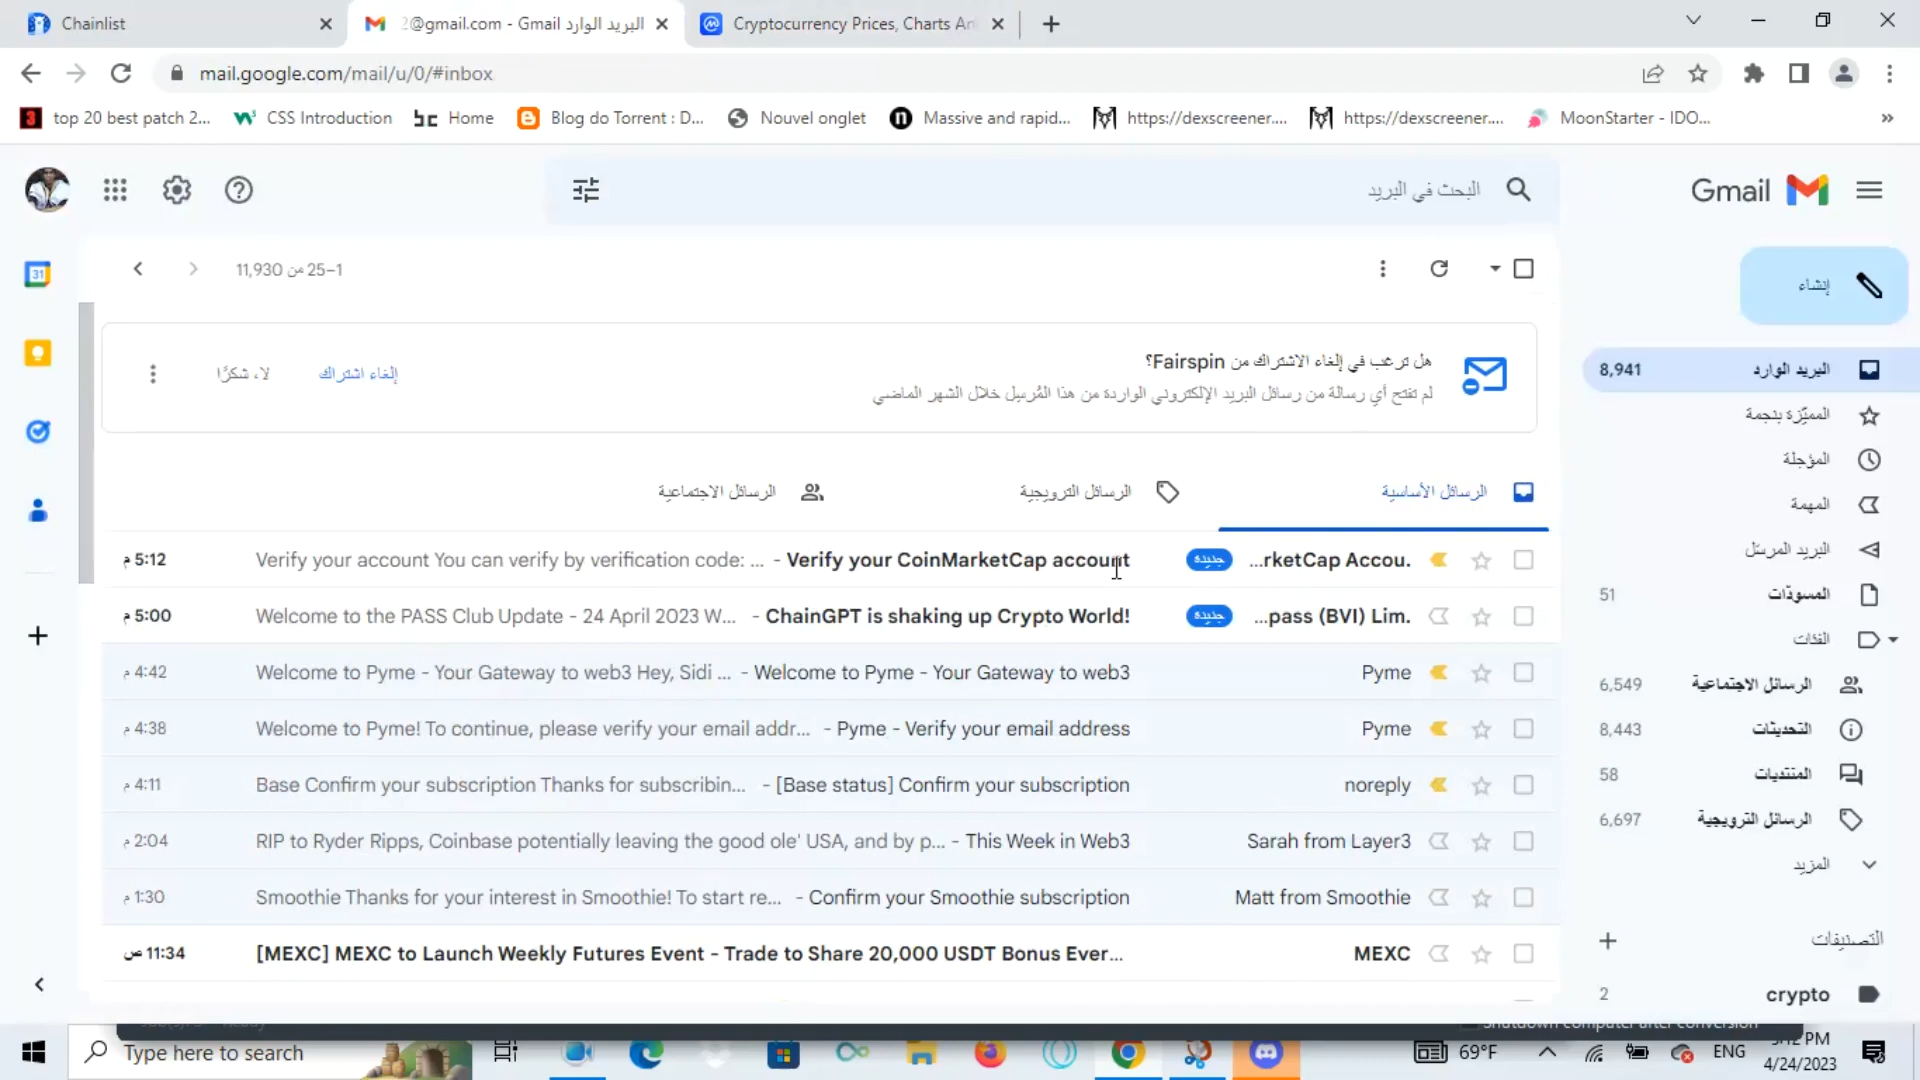 Chainlist
2@gmail.com - Gmail البريد الوارد
Cryptocurrency Prices, Charts An
mail.google.com/mail/u/0/#inbox
top 20 best patch 2...
CSS Introduction
Home
Blog do Torrent : D...
Nouvel onglet
Massive and rapid...
https://dexscreener....
https://dexscreener....
MoonStarter - IDO...
»
البحث في البريد
Gmail
1–25 من 11,930
إنشاء
هل ترغب في إلغاء الاشتراك من Fairspin؟
لم تفتح أي رسالة من رسائل البريد الإلكتروني الواردة من هذا المُرسِل خلال الشهر الماضي
إلغاء اشتراك
لا، شكرًا
الرسائل الأساسية
الرسائل الترويجية
الرسائل الاجتماعية
...rketCap Accou.
جديدة
Verify your CoinMarketCap account - Verify your account You can verify by verification code: ...
5:12 م
...pass (BVI) Lim.
جديدة
ChainGPT is shaking up Crypto World! - Welcome to the PASS Club Update - 24 April 2023 W...
5:00 م
Pyme
Welcome to Pyme - Your Gateway to web3 - Welcome to Pyme - Your Gateway to web3 Hey, Sidi ...
4:42 م
Pyme
Pyme - Verify your email address - Welcome to Pyme! To continue, please verify your email addr...
4:38 م
noreply
[Base status] Confirm your subscription - Base Confirm your subscription Thanks for subscribin...
4:11 م
Sarah from Layer3
This Week in Web3 - RIP to Ryder Ripps, Coinbase potentially leaving the good ole' USA, and by p...
2:04 م
Matt from Smoothie
Confirm your Smoothie subscription - Smoothie Thanks for your interest in Smoothie! To start re...
1:30 م
MEXC
[MEXC] MEXC to Launch Weekly Futures Event - Trade to Share 20,000 USDT Bonus Ever...
11:34 ص
البريد الوارد 8,941
المميّزة بنجمة
المؤجلة
المهمة
البريد المرسَل
المسودّات 51
الفئات
الرسائل الاجتماعية 6,549
التحديثات 8,443
المنتديات 58
الرسائل الترويجية 6,697
المزيد
التصنيفات
crypto 2
31
Shutdown computer after conversion
Type here to search
69°F
ENG
PM
4/24/2023